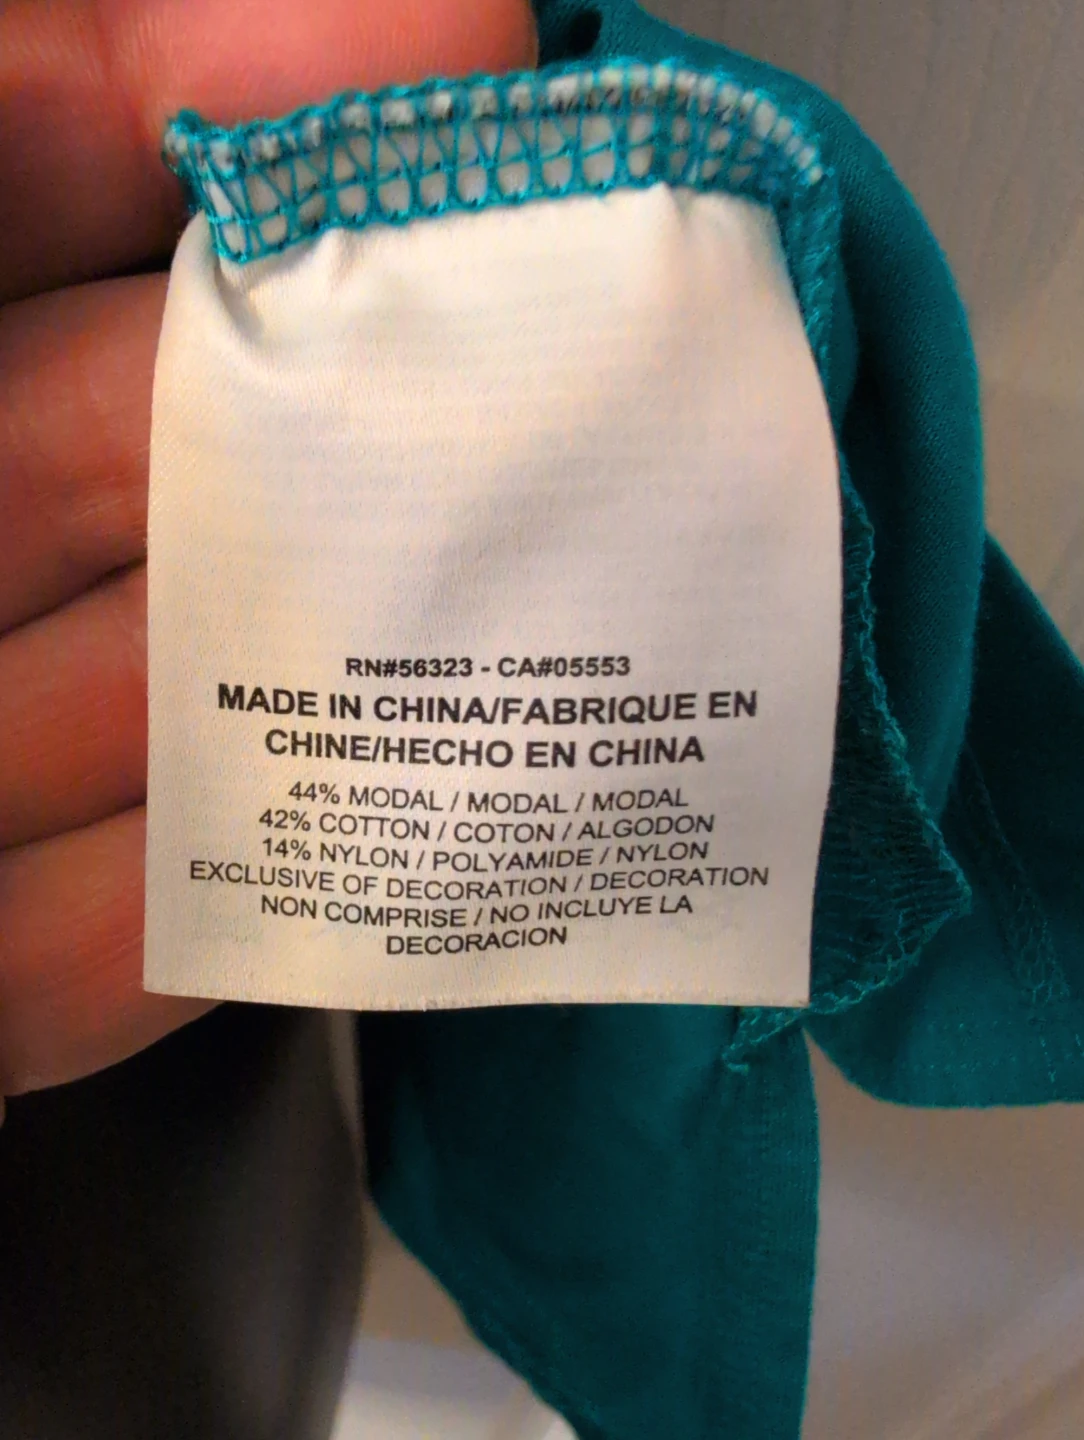 RN#56323 - CA#05553
MADE IN CHINA/FABRIQUE EN
CHINE/HECHO EN CHINA
44% MODAL / MODAL / MODAL
42% COTTON / COTON / ALGODON
14% NYLON / POLYAMIDE / NYLON
EXCLUSIVE OF DECORATION / DECORATION
NON COMPRISE / NO INCLUYE LA
DECORACION